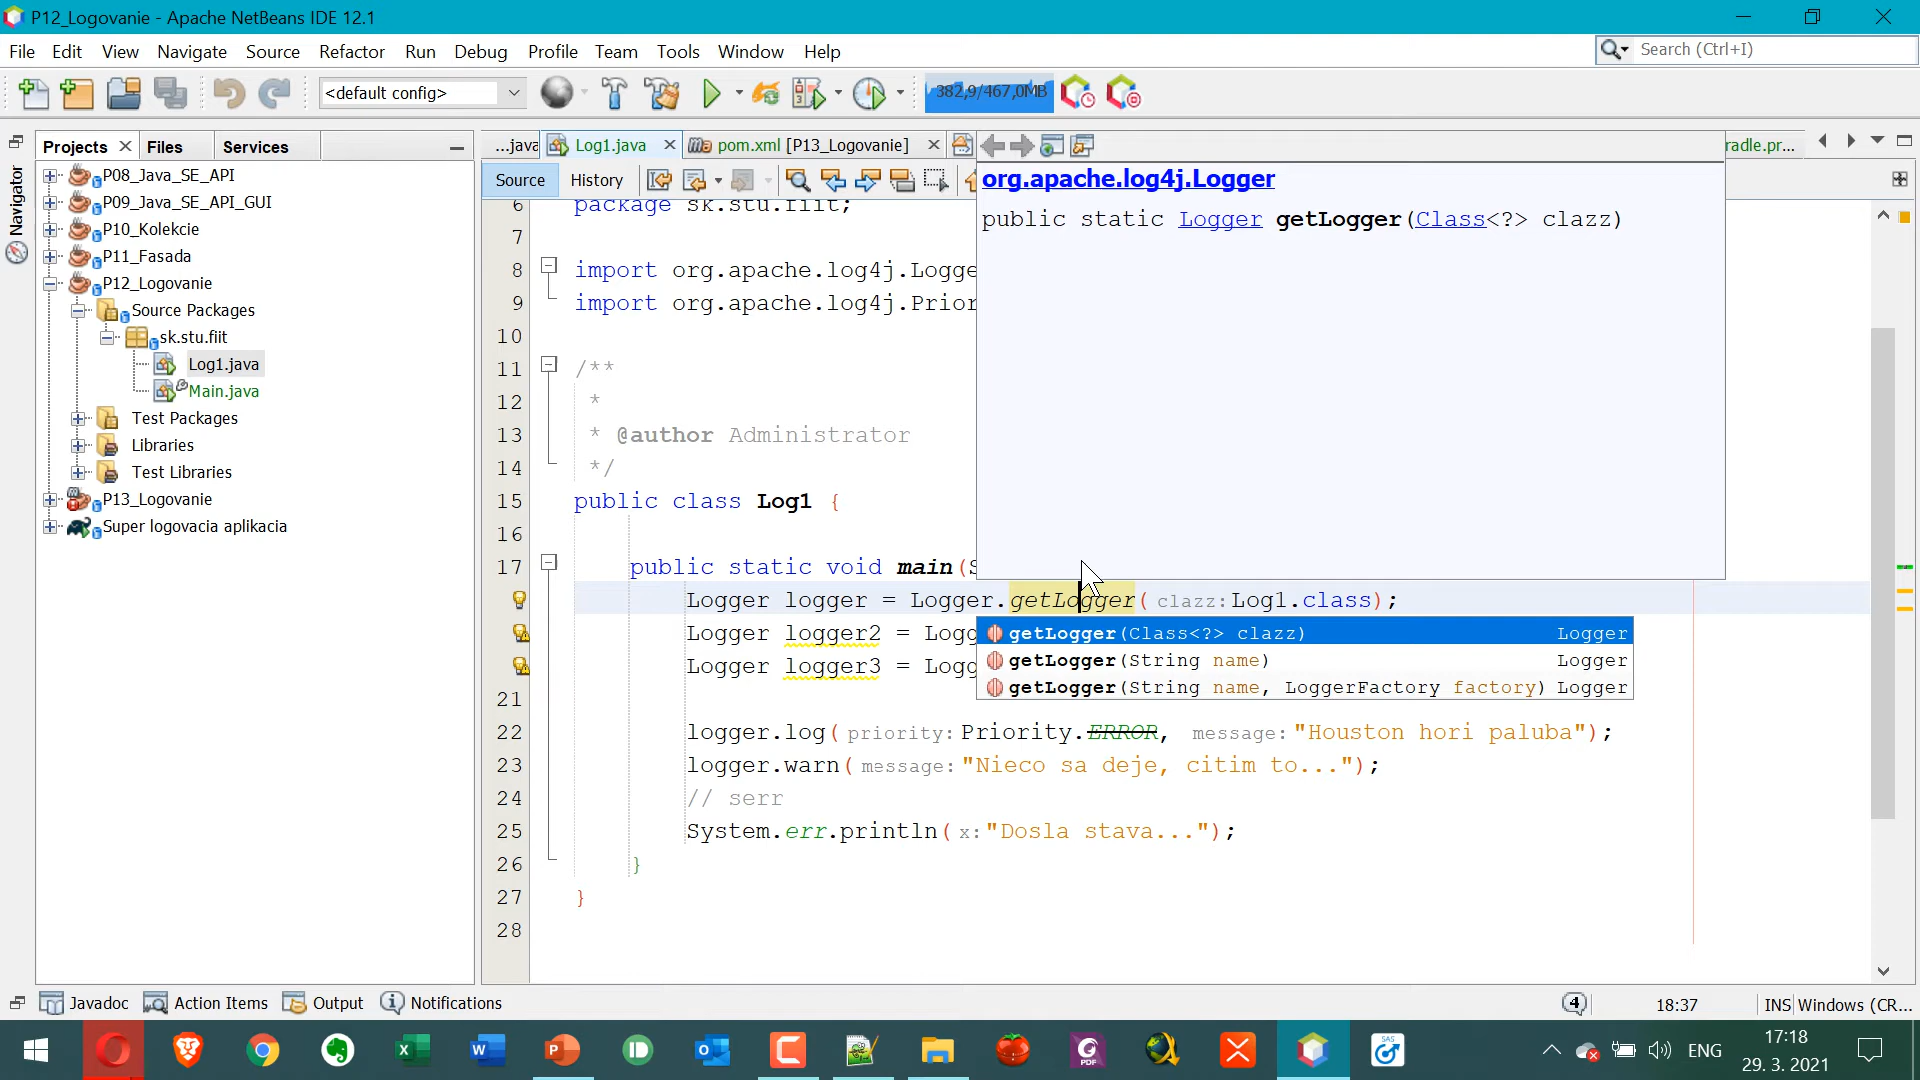 P12_Logovanie - Apache NetBeans IDE 12.1
File Edit View Navigate Source Refactor Run Debug Profile Team Tools Window Help
Search (Ctrl+I)
<default config>
382,9/467,0MB
Projects Files Services
...java Log1.java pom.xml [P13_Logovanie] radle.pr...
Navigator
Source History
P08_Java_SE_API
P09_Java_SE_API_GUI
P10_Kolekcie
P11_Fasada
P12_Logovanie
Source Packages
sk.stu.fiit
Log1.java
Main.java
Test Packages
Libraries
Test Libraries
P13_Logovanie
Super logovacia aplikacia
org.apache.log4j.Logger
public static Logger getLogger(Class<?> clazz)
6 package sk.stu.fiit;
7
8 import org.apache.log4j.Logge
9 import org.apache.log4j.Prior
10
11 /**
12 *
13 * @author Administrator
14 */
15 public class Log1 {
16
17 public static void main(S
Logger logger = Logger.getLogger( clazz: Log1.class);
Logger logger2 = Logg
Logger logger3 = Logg
getLogger(Class<?> clazz) Logger
getLogger(String name) Logger
getLogger(String name, LoggerFactory factory) Logger
21
22 logger.log( priority: Priority.ERROR, message: "Houston hori paluba");
23 logger.warn( message: "Nieco sa deje, citim to...");
24 // serr
25 System.err.println( x: "Dosla stava...");
26 }
27 }
28
Javadoc Action Items Output Notifications
4 18:37 INS Windows (CR...
ENG
17:18
29. 3. 2021